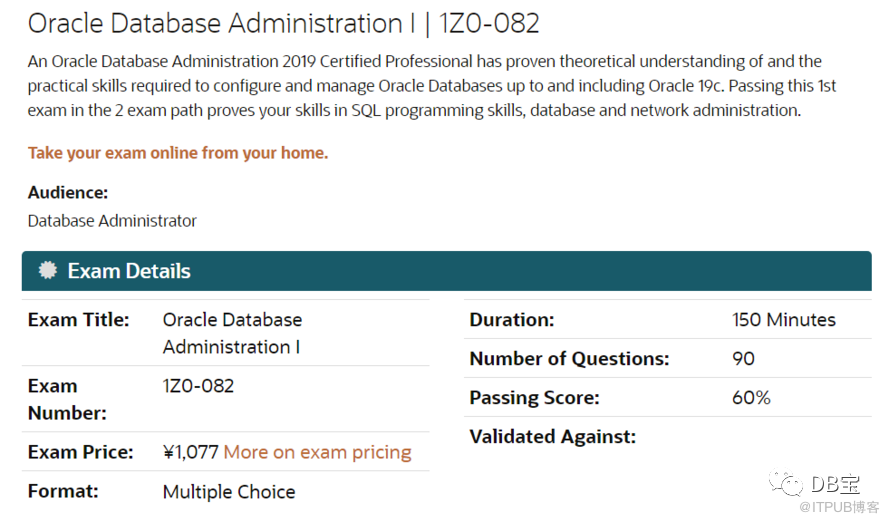 Oracle Database Administration I | 1Z0-082
An Oracle Database Administration 2019 Certified Professional has proven theoretical understanding of and the
practical skills required to configure and manage Oracle Databases up to and including Oracle 19c. Passing this 1st
exam in the 2 exam path proves your skills in SQL programming skills, database and network administration.
Take your exam online from your home.
Audience:
Database Administrator
Exam Details
Exam Title: Oracle Database
Administration I
Exam
Number: 1Z0-082
Exam Price: ¥1,077 More on exam pricing
Format: Multiple Choice
Duration: 150 Minutes
Number of Questions: 90
Passing Score: 60%
Validated Against:
DB宝
@ITPUB博客